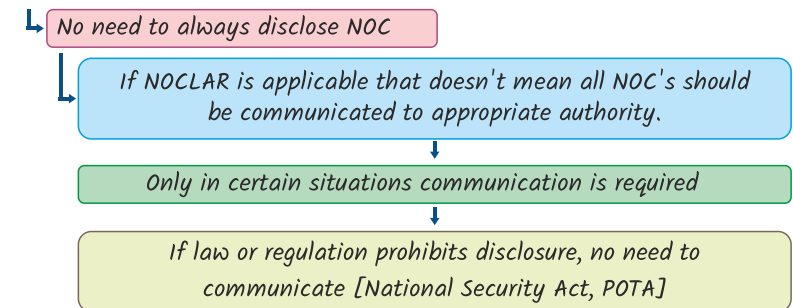 No need to always disclose NOC
If NOCLAR is applicable that doesn't mean all NOC's should
be communicated to appropriate authority.
Only in certain situations communication is required
If law or regulation prohibits disclosure, no need to
communicate [National Security Act, POTA]